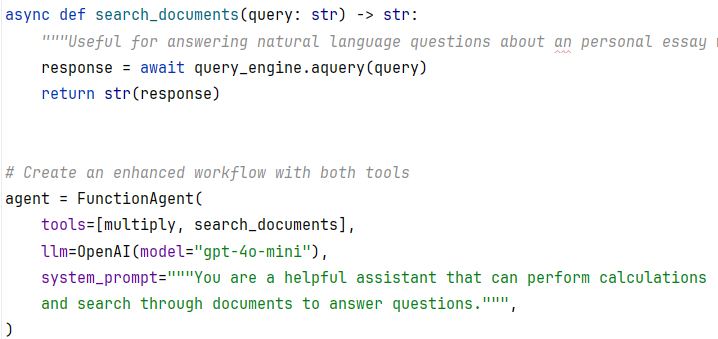 async def search_documents(query: str) -> str:
    """Useful for answering natural language questions about an personal essay
    response = await query_engine.aquery(query)
    return str(response)
# Create an enhanced workflow with both tools
agent = FunctionAgent(
    tools=[multiply, search_documents],
    llm=OpenAI(model="gpt-4o-mini"),
    system_prompt="""You are a helpful assistant that can perform calculations
    and search through documents to answer questions.""",
)